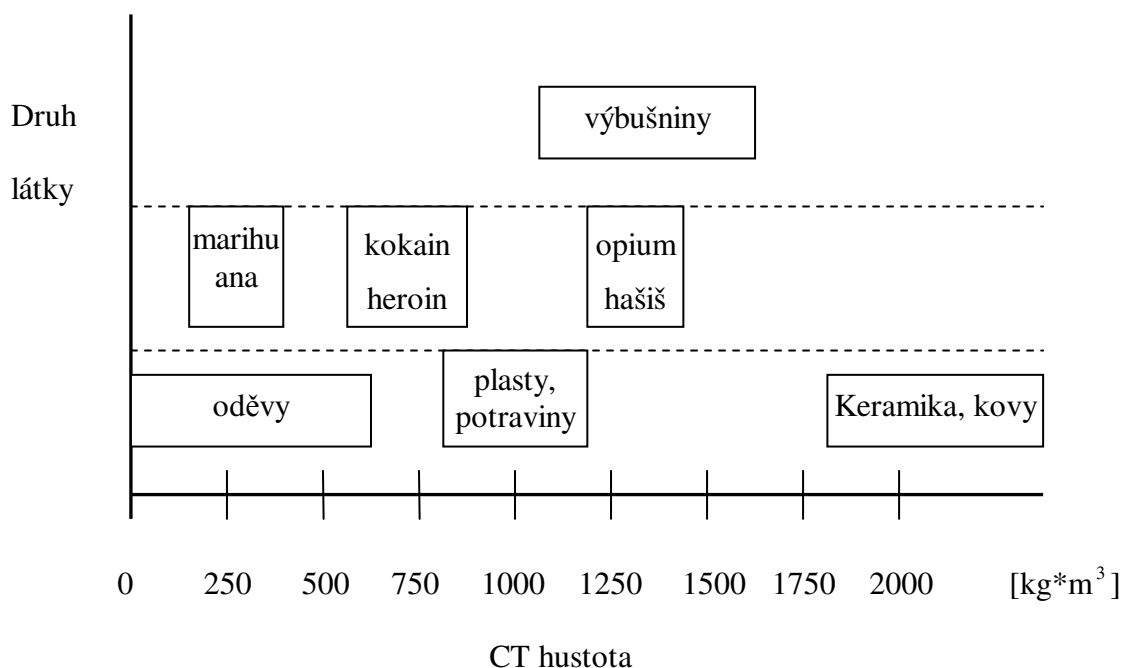 Druh
látky
výbušniny
marihu
ana
kokain
heroin
opium
hašiš
oděvy
plasty,
potraviny
Keramika, kovy
0 250 500 750 1000 1250 1500 1750 2000 [kg*m³]
CT hustota